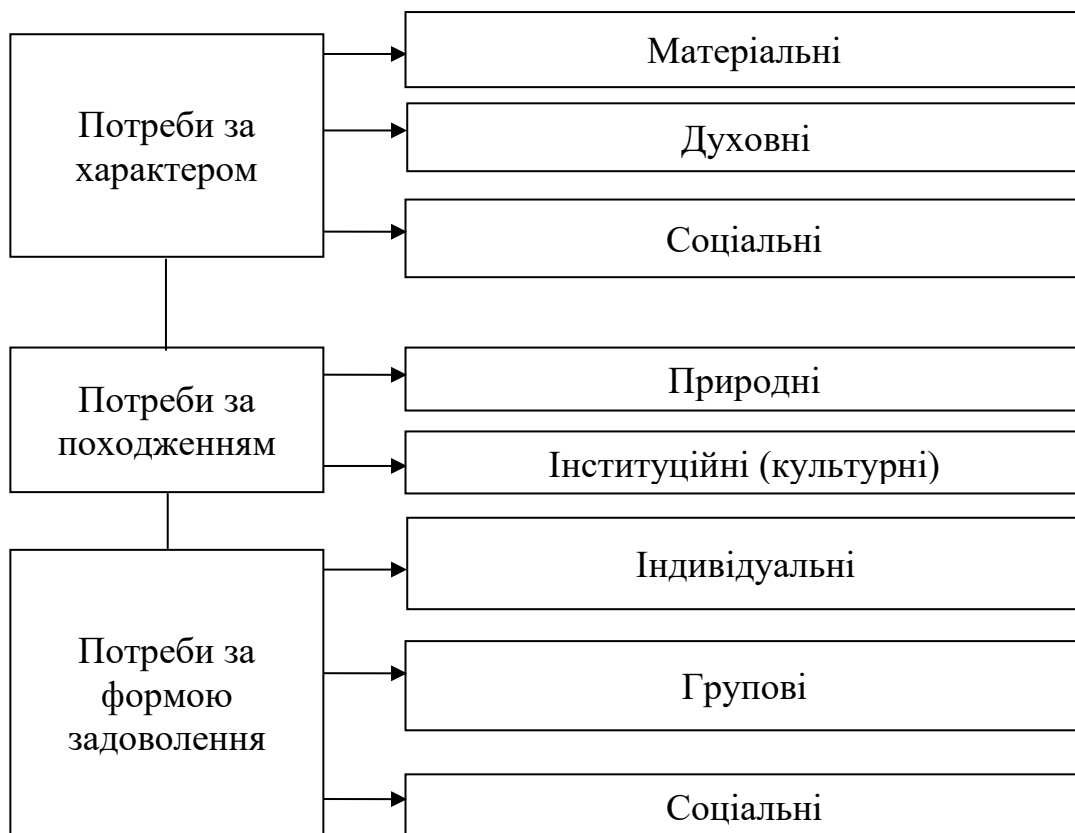 Потреби за
характером
Матеріальні
Духовні
Соціальні
Потреби за
походженням
Природні
Інституційні (культурні)
Потреби за
формою
задоволення
Індивідуальні
Групові
Соціальні